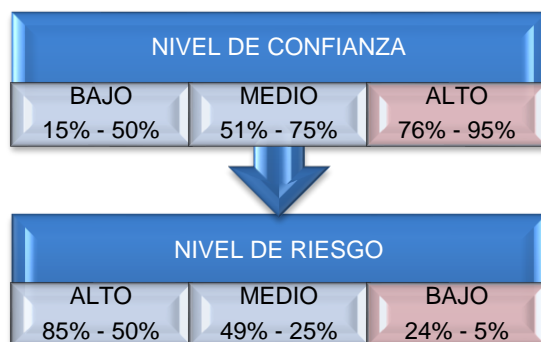 NIVEL DE CONFIANZA
BAJO MEDIO ALTO
15% - 50% 51% - 75% 76% - 95%
NIVEL DE RIESGO
ALTO MEDIO BAJO
85% - 50% 49% - 25% 24% - 5%